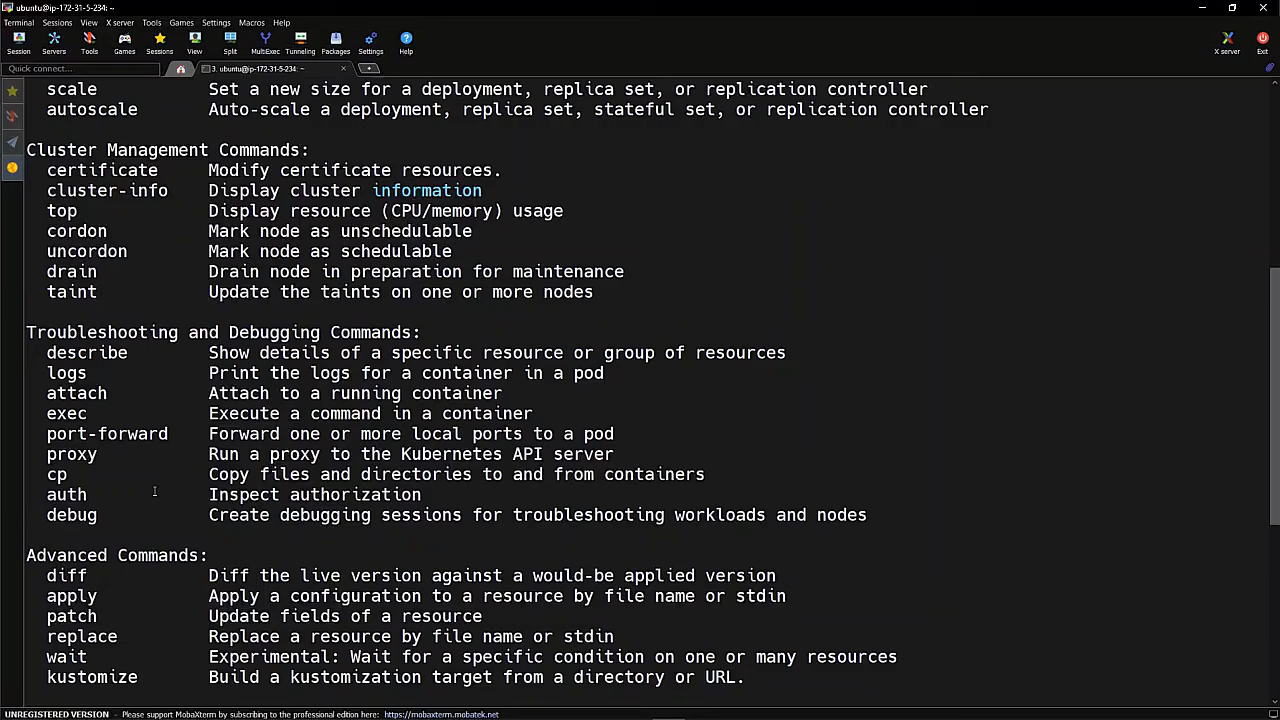 ubuntu@ip-172-31-5-234: ~
Terminal Sessions View X server Tools Games Settings Macros Help
Session Servers Tools Games Sessions View Split MultiExec Tunneling Packages Settings Help X server Exit
Quick connect... 3. ubuntu@ip-172-31-5-234: ~
scale Set a new size for a deployment, replica set, or replication controller
autoscale Auto-scale a deployment, replica set, stateful set, or replication controller
Cluster Management Commands:
certificate Modify certificate resources.
cluster-info Display cluster information
top Display resource (CPU/memory) usage
cordon Mark node as unschedulable
uncordon Mark node as schedulable
drain Drain node in preparation for maintenance
taint Update the taints on one or more nodes
Troubleshooting and Debugging Commands:
describe Show details of a specific resource or group of resources
logs Print the logs for a container in a pod
attach Attach to a running container
exec Execute a command in a container
port-forward Forward one or more local ports to a pod
proxy Run a proxy to the Kubernetes API server
cp Copy files and directories to and from containers
auth Inspect authorization
debug Create debugging sessions for troubleshooting workloads and nodes
Advanced Commands:
diff Diff the live version against a would-be applied version
apply Apply a configuration to a resource by file name or stdin
patch Update fields of a resource
replace Replace a resource by file name or stdin
wait Experimental: Wait for a specific condition on one or many resources
kustomize Build a kustomization target from a directory or URL.
UNREGISTERED VERSION - Please support MobaXterm by subscribing to the professional edition here: https://mobaxterm.mobatek.net